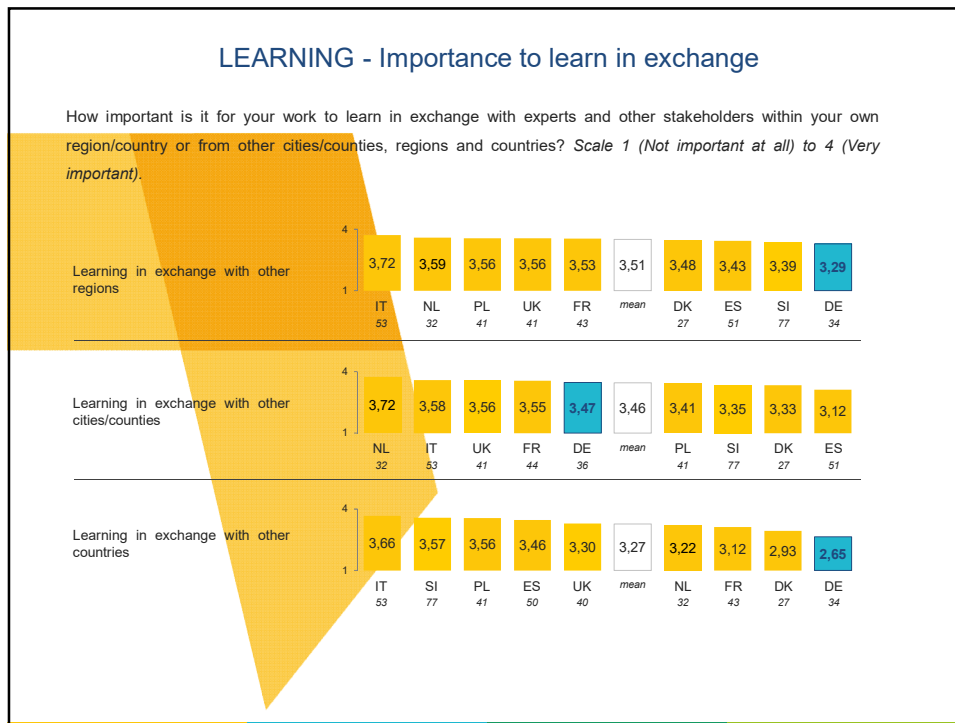 LEARNING - Importance to learn in exchange
How important is it for your work to learn in exchange with experts and other stakeholders within your own
region/country or from other cities/counties, regions and countries? Scale 1 (Not important at all) to 4 (Very
important).
Learning in exchange with other
regions
4
1
3,72 3,59 3,56 3,56 3,53 3,51 3,48 3,43 3,39 3,29
IT NL PL UK FR mean DK ES SI DE
53 32 41 41 43 27 51 77 34
Learning in exchange with other
cities/counties
4
1
3,72 3,58 3,56 3,55 3,47 3,46 3,41 3,35 3,33 3,12
NL IT UK FR DE mean PL SI DK ES
32 53 41 44 36 41 77 27 51
Learning in exchange with other
countries
4
1
3,66 3,57 3,56 3,46 3,30 3,27 3,22 3,12 2,93 2,65
IT SI PL ES UK mean NL FR DK DE
53 77 41 50 40 32 43 27 34